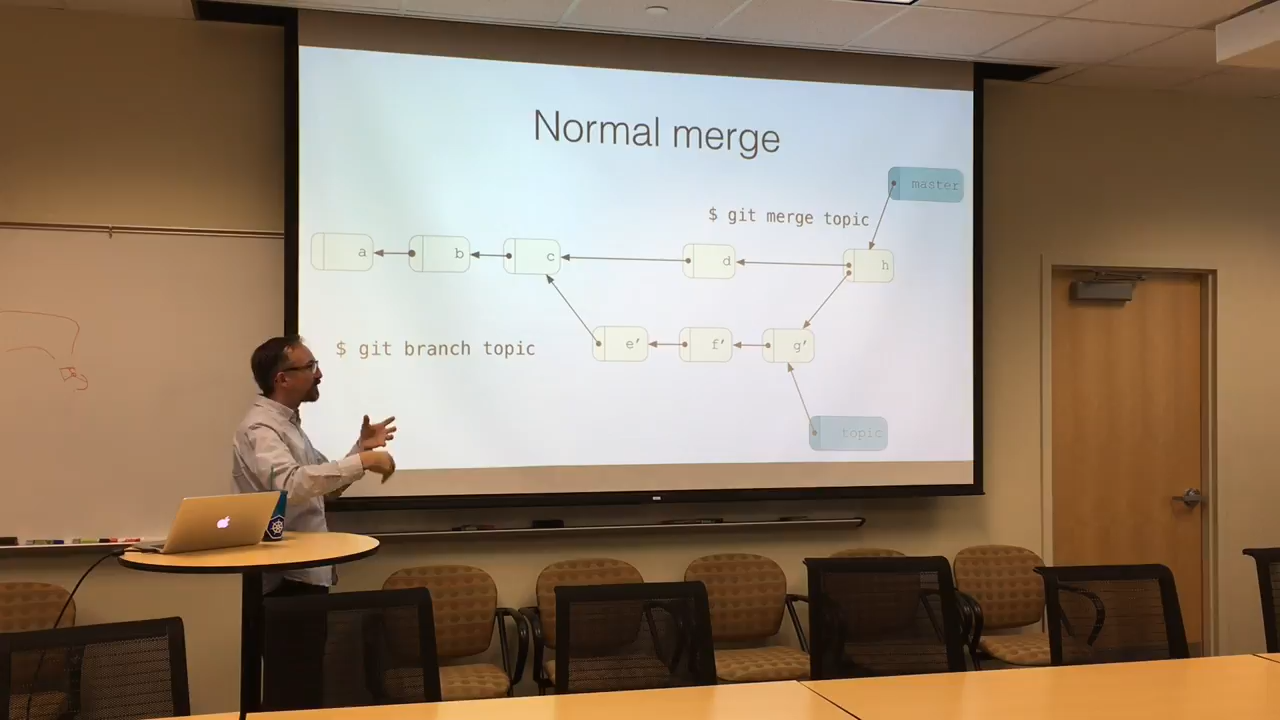 Normal merge
master
$ git merge topic
a
b
c
d
h
$ git branch topic
e’
f’
g’
topic